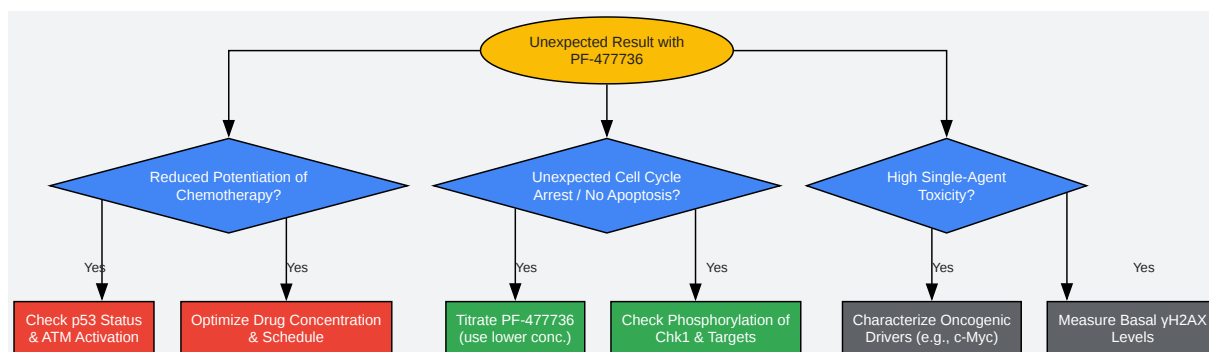 Unexpected Result with
PF-477736
Reduced Potentiation of
Chemotherapy?
Unexpected Cell Cycle
Arrest / No Apoptosis?
High Single-Agent
Toxicity?
Yes
Yes
Yes
Yes
Yes
Yes
Check p53 Status
& ATM Activation
Optimize Drug Concentration
& Schedule
Titrate PF-477736
(use lower conc.)
Check Phosphorylation of
Chk1 & Targets
Characterize Oncogenic
Drivers (e.g., c-Myc)
Measure Basal γH2AX
Levels